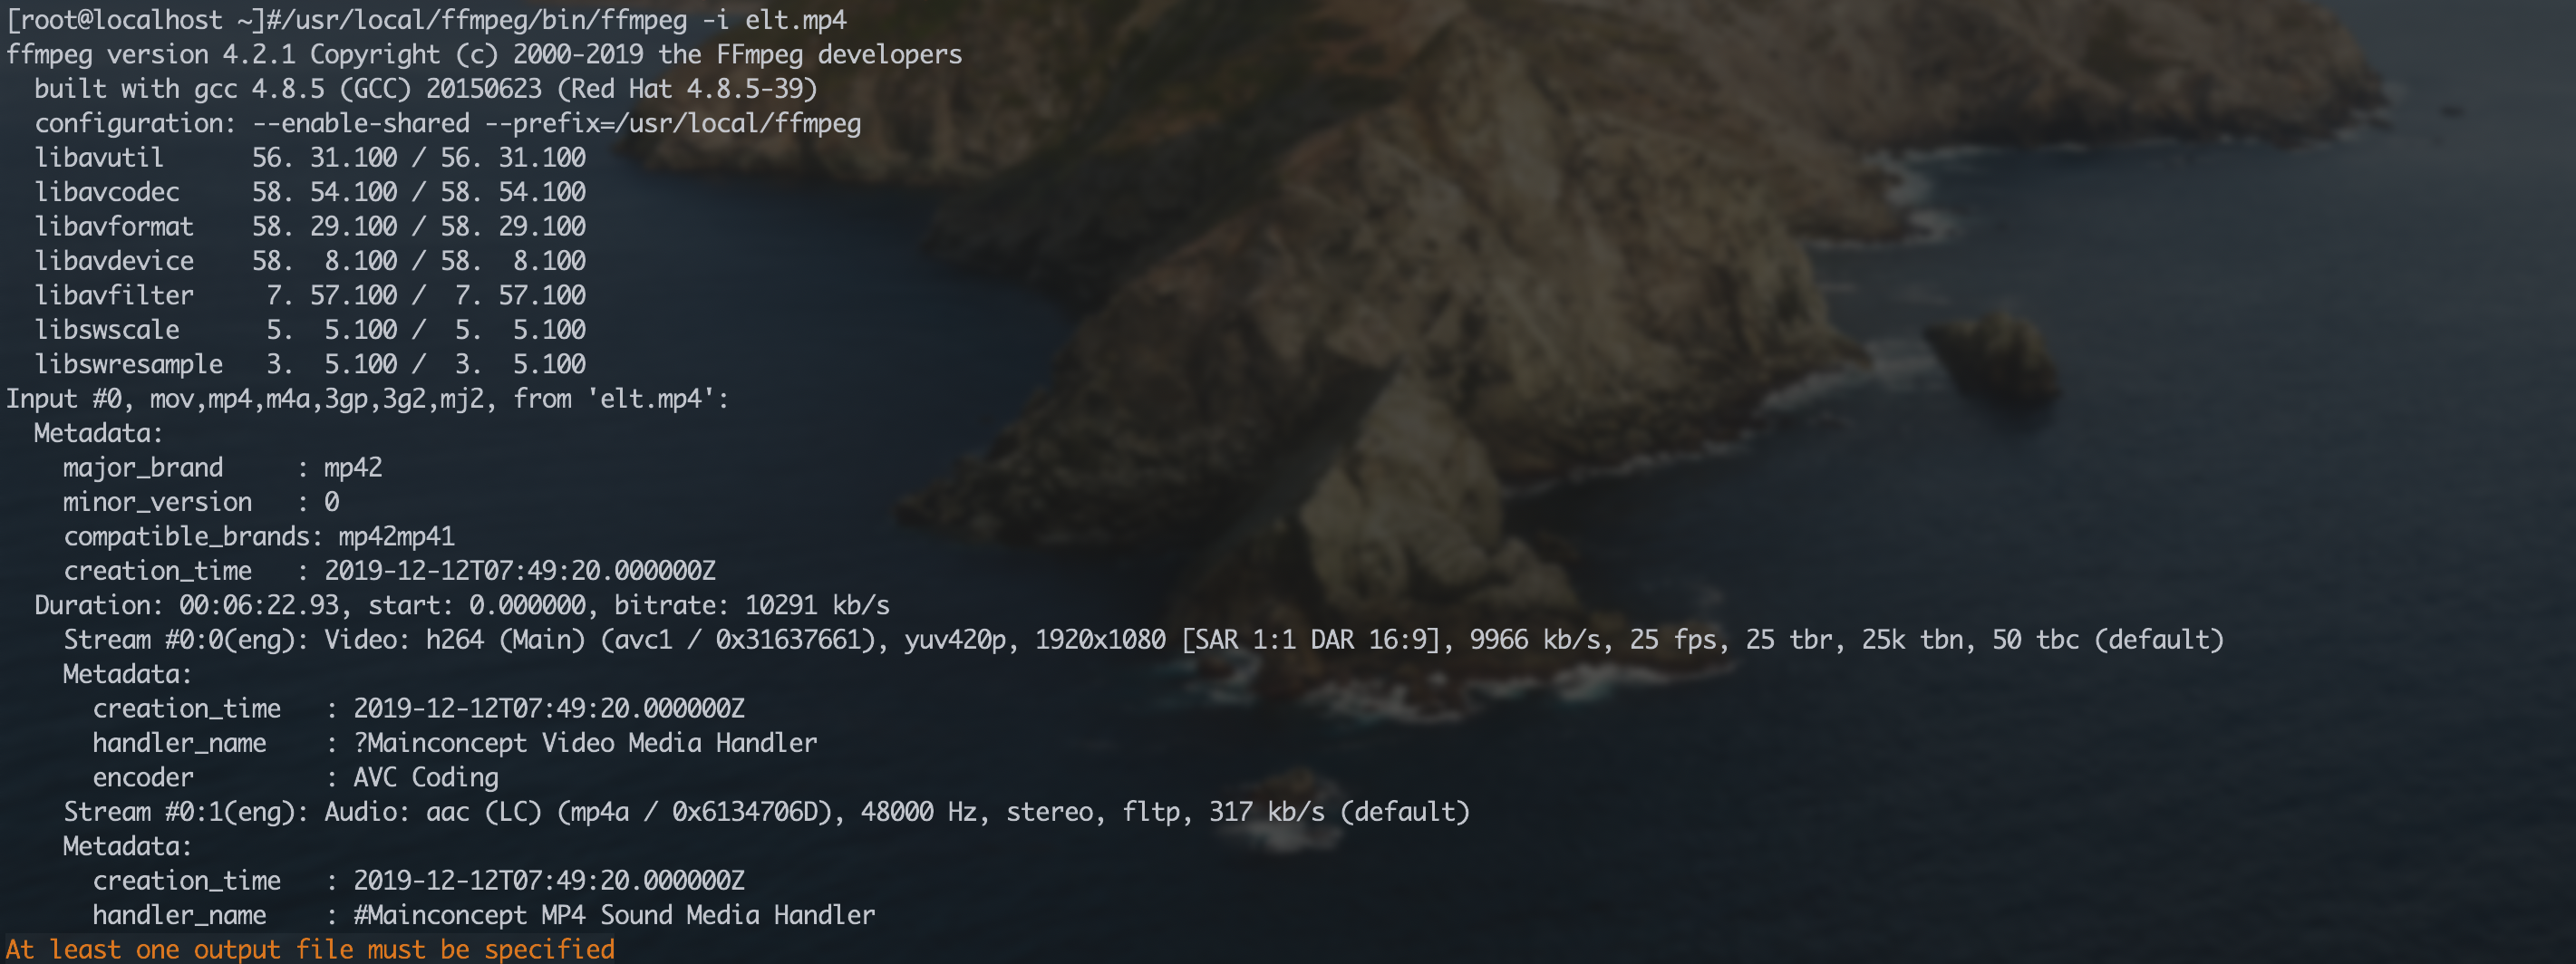 [root@localhost ~]#/usr/local/ffmpeg/bin/ffmpeg -i elt.mp4
ffmpeg version 4.2.1 Copyright (c) 2000-2019 the FFmpeg developers
  built with gcc 4.8.5 (GCC) 20150623 (Red Hat 4.8.5-39)
  configuration: --enable-shared --prefix=/usr/local/ffmpeg
  libavutil      56. 31.100 / 56. 31.100
  libavcodec     58. 54.100 / 58. 54.100
  libavformat    58. 29.100 / 58. 29.100
  libavdevice    58.  8.100 / 58.  8.100
  libavfilter     7. 57.100 /  7. 57.100
  libswscale      5.  5.100 /  5.  5.100
  libswresample   3.  5.100 /  3.  5.100
Input #0, mov,mp4,m4a,3gp,3g2,mj2, from 'elt.mp4':
  Metadata:
    major_brand     : mp42
    minor_version   : 0
    compatible_brands: mp42mp41
    creation_time   : 2019-12-12T07:49:20.000000Z
  Duration: 00:06:22.93, start: 0.000000, bitrate: 10291 kb/s
    Stream #0:0(eng): Video: h264 (Main) (avc1 / 0x31637661), yuv420p, 1920x1080 [SAR 1:1 DAR 16:9], 9966 kb/s, 25 fps, 25 tbr, 25k tbn, 50 tbc (default)
    Metadata:
      creation_time   : 2019-12-12T07:49:20.000000Z
      handler_name    : ?Mainconcept Video Media Handler
      encoder         : AVC Coding
    Stream #0:1(eng): Audio: aac (LC) (mp4a / 0x6134706D), 48000 Hz, stereo, fltp, 317 kb/s (default)
    Metadata:
      creation_time   : 2019-12-12T07:49:20.000000Z
      handler_name    : #Mainconcept MP4 Sound Media Handler
At least one output file must be specified